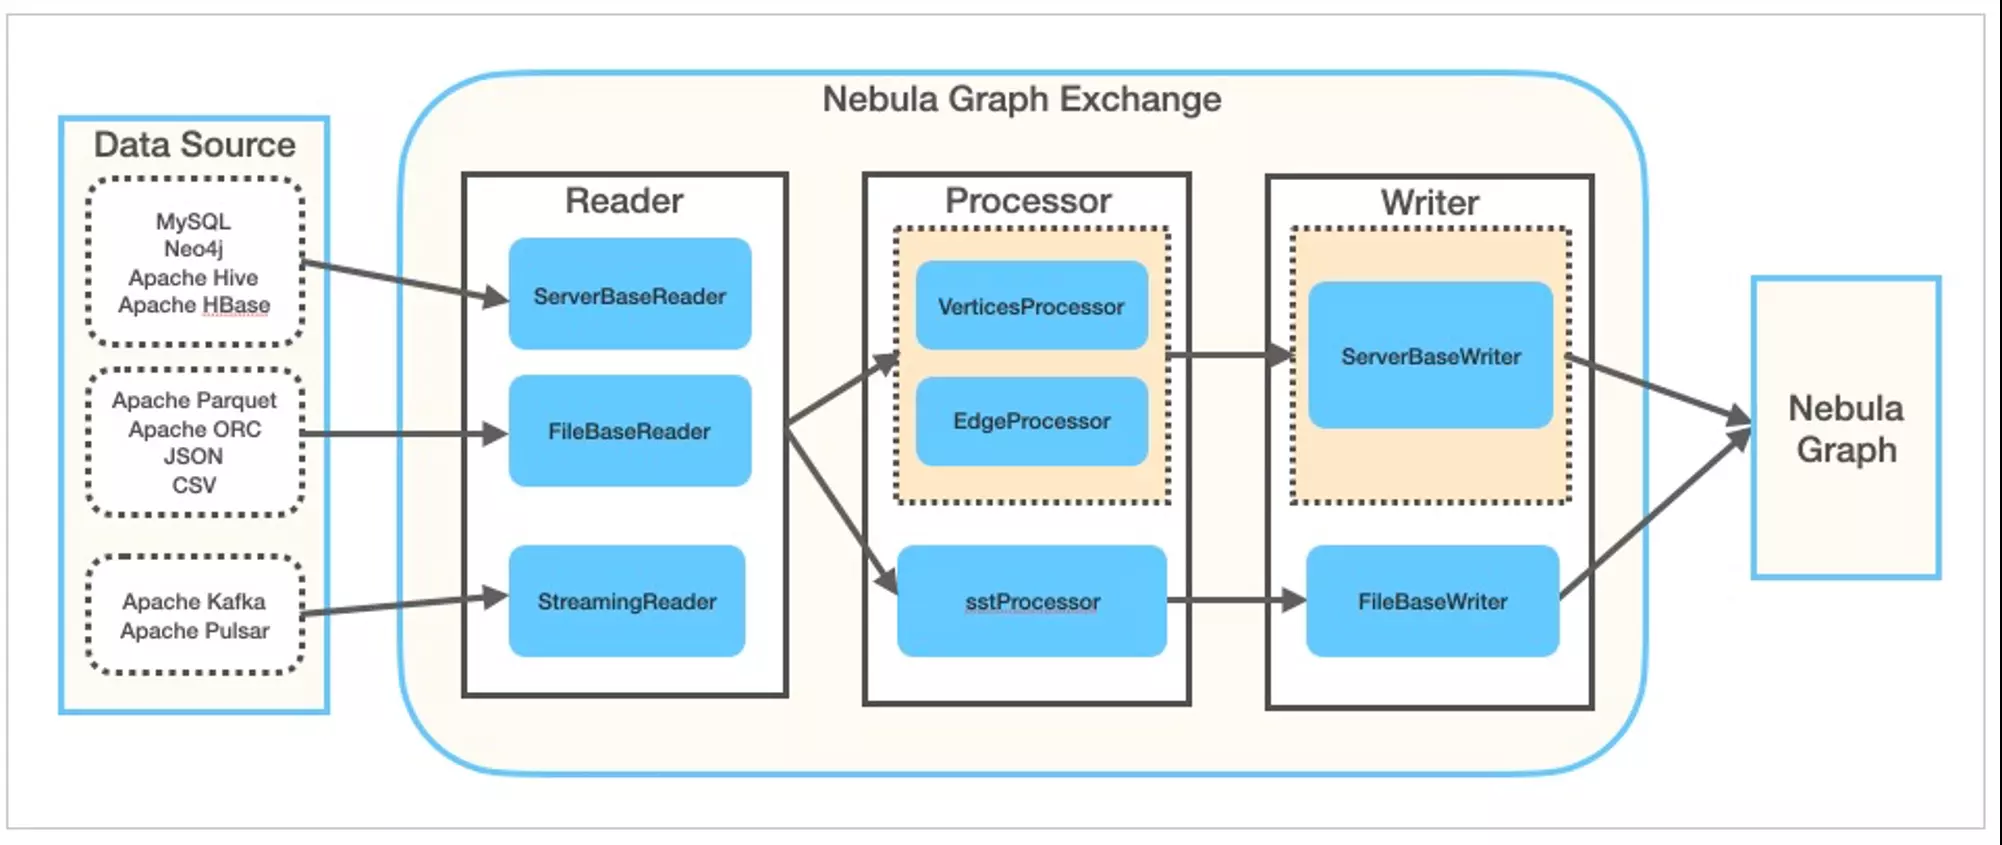 Nebula Graph Exchange
Data Source
MySQL
Neo4j
Apache Hive
Apache HBase
Apache Parquet
Apache ORC
JSON
CSV
Apache Kafka
Apache Pulsar
Reader
ServerBaseReader
FileBaseReader
StreamingReader
Processor
VerticesProcessor
EdgeProcessor
sstProcessor
Writer
ServerBaseWriter
FileBaseWriter
Nebula
Graph